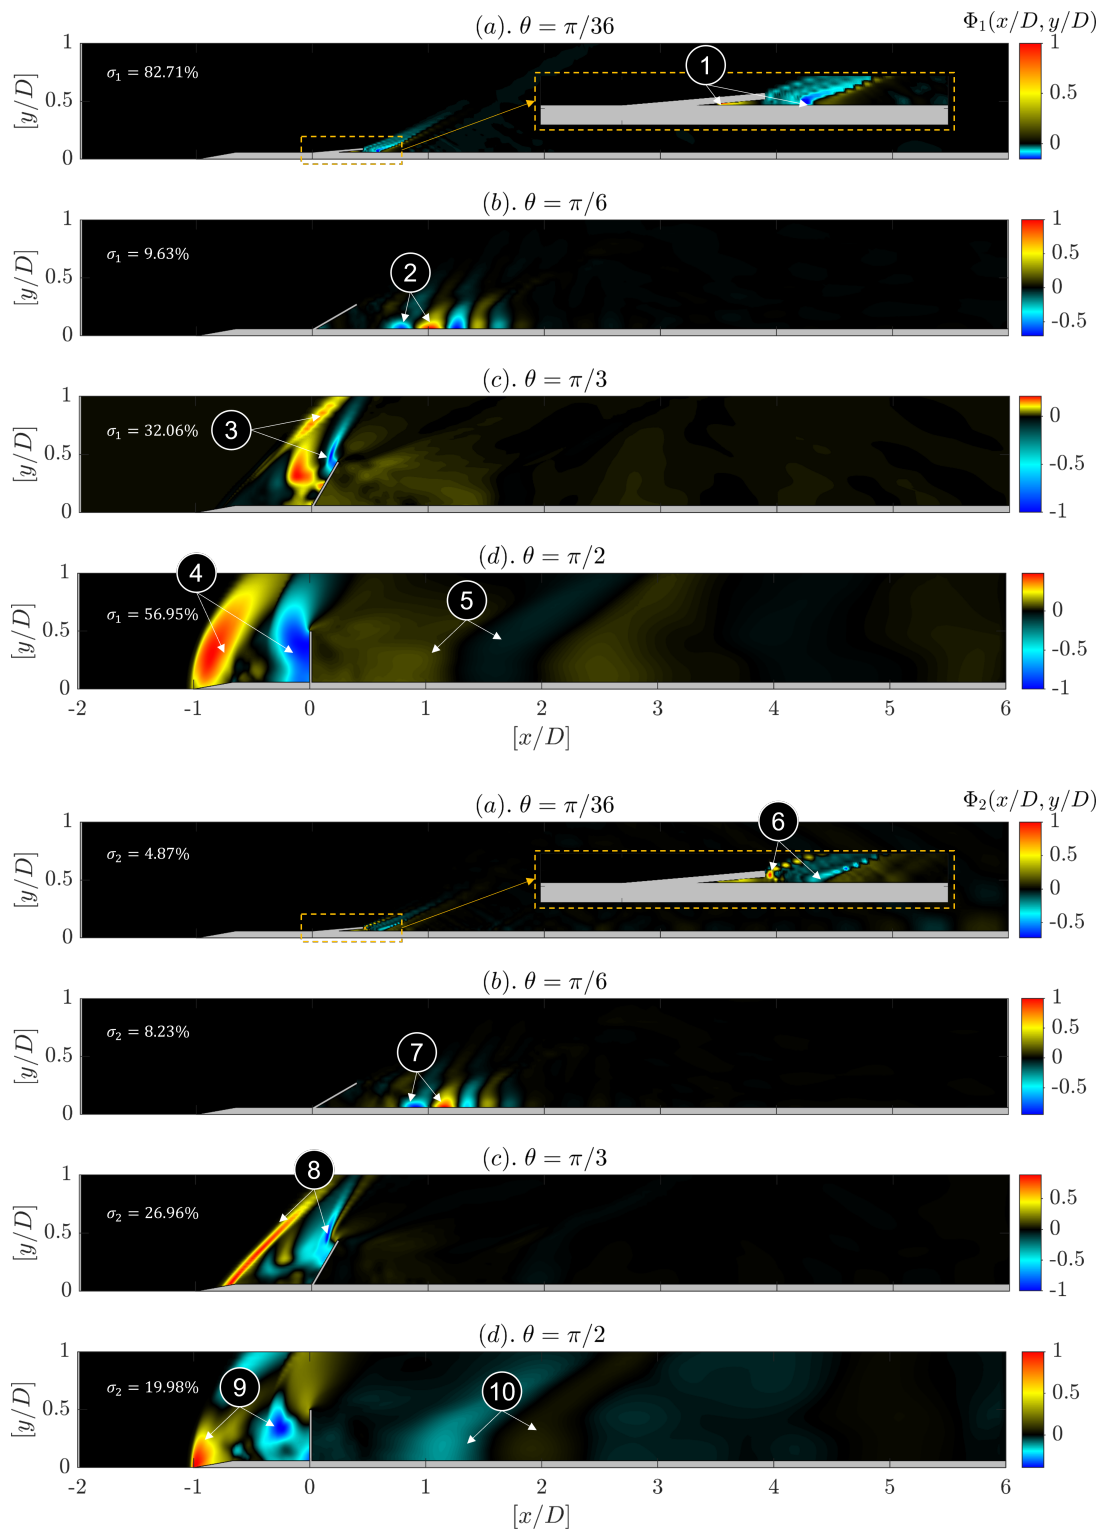 (a). θ = π/36
Φ₁(x/D, y/D)
[y/D]
1
0.5
0
σ₁ = 82.71%
1
1
0.5
0
(b). θ = π/6
[y/D]
1
0.5
0
σ₁ = 9.63%
2
1
0.5
0
-0.5
(c). θ = π/3
[y/D]
1
0.5
0
σ₁ = 32.06%
3
0
-0.5
-1
(d). θ = π/2
[y/D]
1
0.5
0
σ₁ = 56.95%
4
5
0
-0.5
-1
-2 -1 0 1 2 3 4 5 6
[x/D]
(a). θ = π/36
Φ₂(x/D, y/D)
[y/D]
1
0.5
0
σ₂ = 4.87%
6
1
0.5
0
-0.5
(b). θ = π/6
[y/D]
1
0.5
0
σ₂ = 8.23%
7
1
0.5
0
-0.5
(c). θ = π/3
[y/D]
1
0.5
0
σ₂ = 26.96%
8
0.5
0
-0.5
-1
(d). θ = π/2
[y/D]
1
0.5
0
σ₂ = 19.98%
9
10
1
0.5
0
-2 -1 0 1 2 3 4 5 6
[x/D]